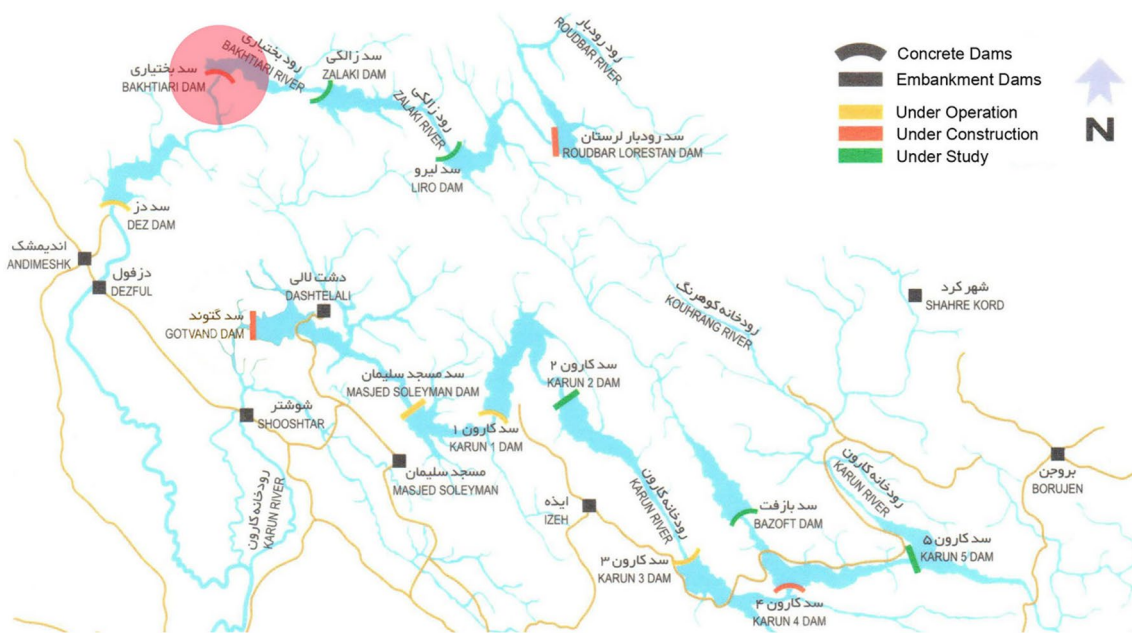 سد بختیاری
BAKHTIARI DAM
رود بختیاری
BAKHTIARI RIVER
سد زالکی
ZALAKI DAM
رود زالکی
ZALAKI RIVER
سد لیرو
LIRO DAM
رود رودبار
ROUDBAR RIVER
سد رودبار لرستان
ROUDBAR LORESTAN DAM
Concrete Dams
Embankment Dams
Under Operation
Under Construction
Under Study
N
سد دز
DEZ DAM
اندیمشک
ANDIMESHK
دزفول
DEZFUL
دشت لالی
DASHTELALI
سد گتوند
GOTVAND DAM
رودخانه کوهرنگ
KOUHRANG RIVER
شهر کرد
SHAHRE KORD
سد مسجد سلیمان
MASJED SOLEYMAN DAM
سد کارون ۲
KARUN 2 DAM
شوشتر
SHOOSHTAR
سد کارون ۱
KARUN 1 DAM
مسجد سلیمان
MASJED SOLEYMAN
رودخانه کارون
KARUN RIVER
ایذه
IZEH
رودخانه کارون
KARUN RIVER
رودخانه کارون
KARUN RIVER
بروجن
BORUJEN
سد بازفت
BAZOFT DAM
سد کارون ۵
KARUN 5 DAM
سد کارون ۳
KARUN 3 DAM
سد کارون ۴
KARUN 4 DAM